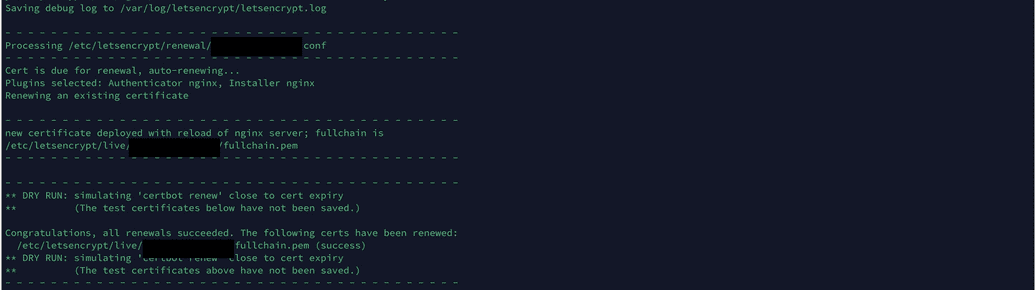 Saving debug log to /var/log/letsencrypt/letsencrypt.log
- - - - - - - - - - - - - - - - - - - - - - - - - - - - - - - - - - - - - - - -
Processing /etc/letsencrypt/renewal/ conf
- - - - - - - - - - - - - - - - - - - - - - - - - - - - - - - - - - - - - - - -
Cert is due for renewal, auto-renewing...
Plugins selected: Authenticator nginx, Installer nginx
Renewing an existing certificate
- - - - - - - - - - - - - - - - - - - - - - - - - - - - - - - - - - - - - - - -
new certificate deployed with reload of nginx server; fullchain is
/etc/letsencrypt/live/ /fullchain.pem
- - - - - - - - - - - - - - - - - - - - - - - - - - - - - - - - - - - - - - - -
- - - - - - - - - - - - - - - - - - - - - - - - - - - - - - - - - - - - - - - -
** DRY RUN: simulating 'certbot renew' close to cert expiry
** (The test certificates below have not been saved.)
Congratulations, all renewals succeeded. The following certs have been renewed:
/etc/letsencrypt/live/ fullchain.pem (success)
** DRY RUN: simulating 'certbot renew' close to cert expiry
** (The test certificates above have not been saved.)
- - - - - - - - - - - - - - - - - - - - - - - - - - - - - - - - - - - - - - - -